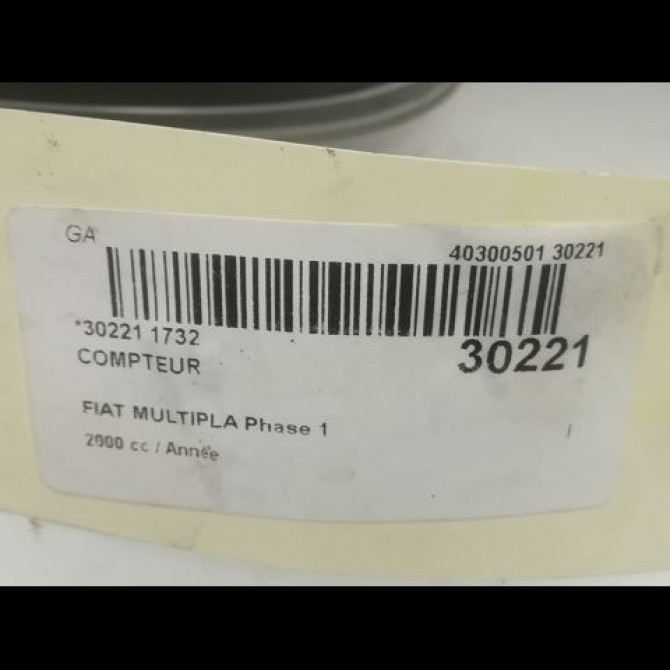 GA
40300501 30221
*30221 1732
30221
COMPTEUR
FIAT MULTIPLA Phase 1
2000 cc / Année